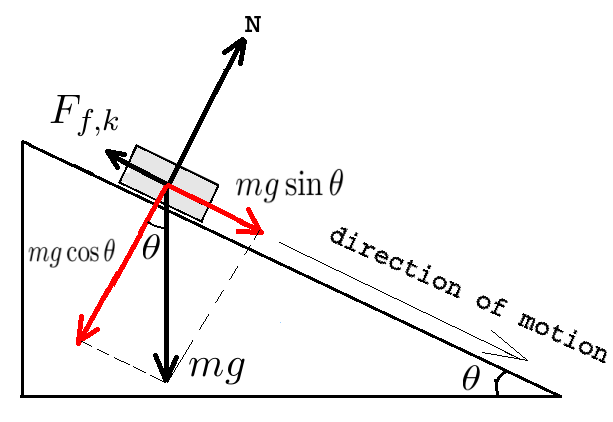 N
F_{f,k}
mg sin θ
mg cos θ
θ
direction of motion
mg
θ